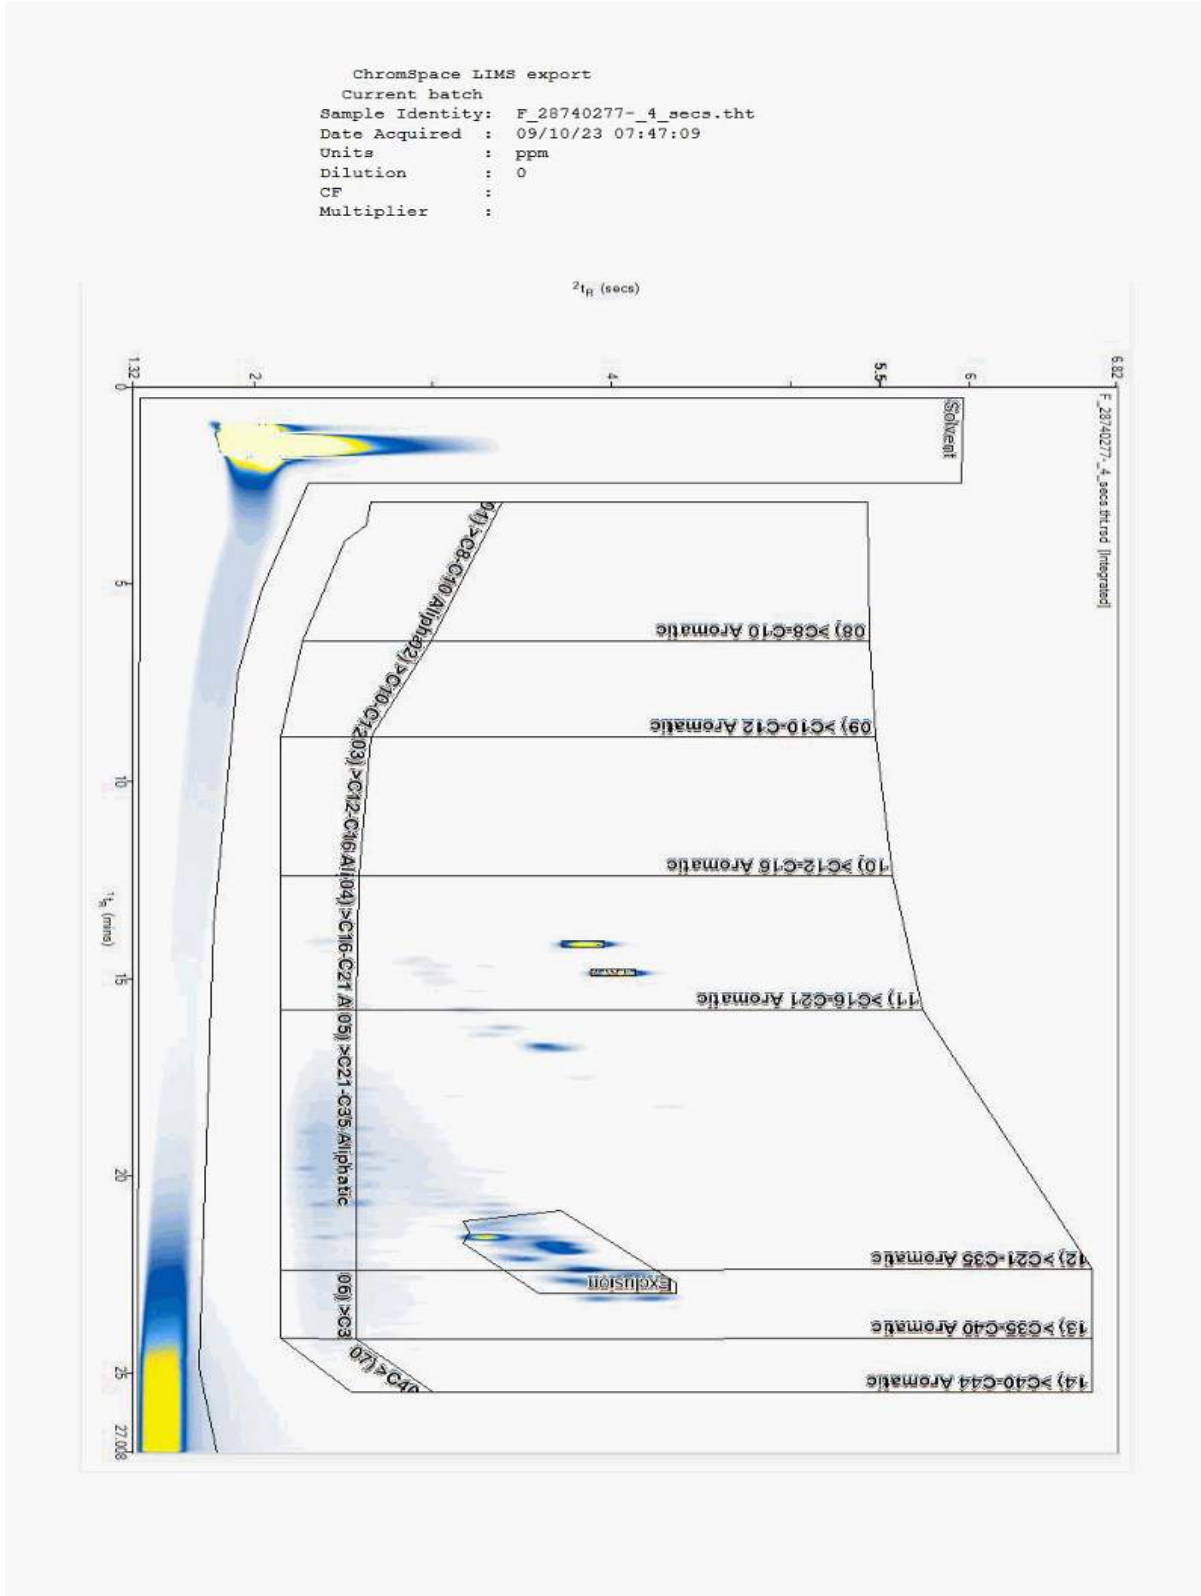 ChromSpace LIMS export
Current batch
Sample Identity: F_28740277-_4_secs.tht
Date Acquired : 09/10/23 07:47:09
Units : ppm
Dilution : 0
CF :
Multiplier :
²tR (secs)
1.32
2
4
5.5
6
6.82
F_28740277-_4_secs.tht.rsd [Integrated]
Solvent
0
5
10
15
20
25
27.008
¹tR (mins)
01) >C8-C10 Alipha
02) >C10-C12
03) >C12-C16 Ali
04) >C16-C21 A
05) >C21-C35 Aliphatic
06) >C3
07) >C40
08) >C8-C10 Aromatic
09) >C10-C12 Aromatic
10) >C12-C16 Aromatic
11) >C16-C21 Aromatic
12) >C21-C35 Aromatic
Exclusion
13) >C35-C40 Aromatic
14) >C40-C44 Aromatic